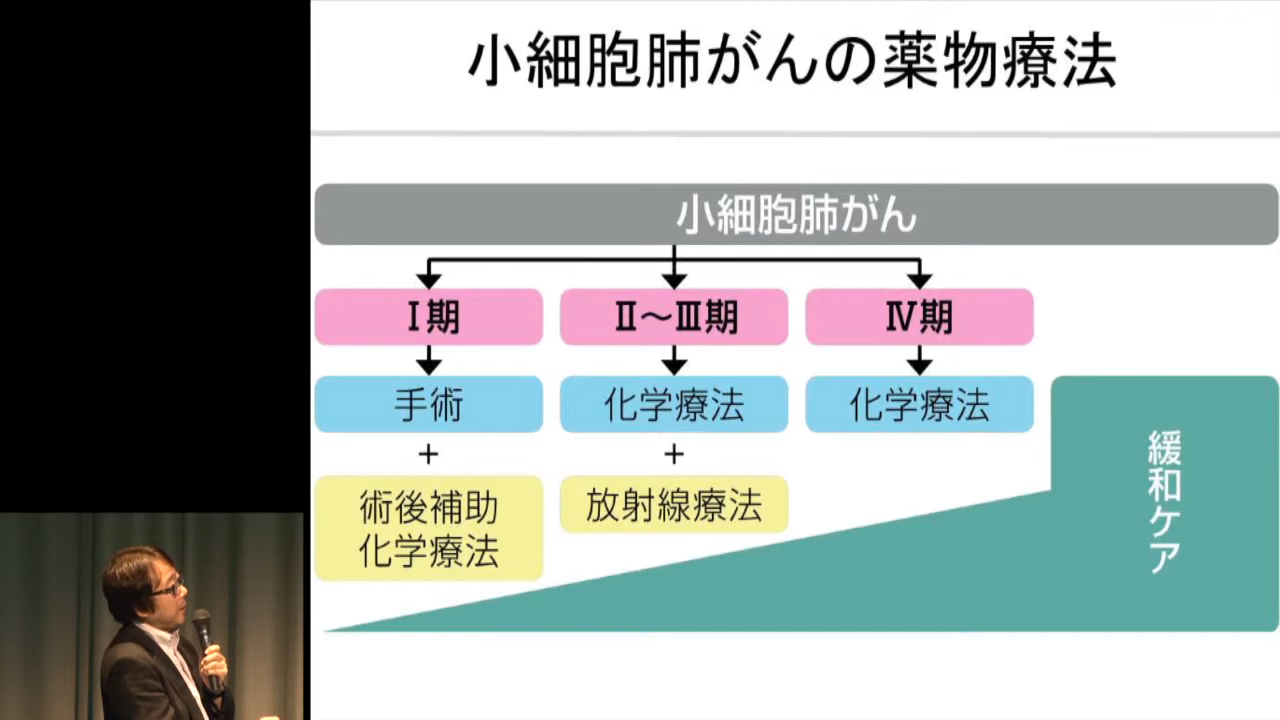 小細胞肺がんの薬物療法
小細胞肺がん
Ⅰ期
Ⅱ〜Ⅲ期
Ⅳ期
手術
化学療法
化学療法
+
+
術後補助
化学療法
放射線療法
緩和ケア